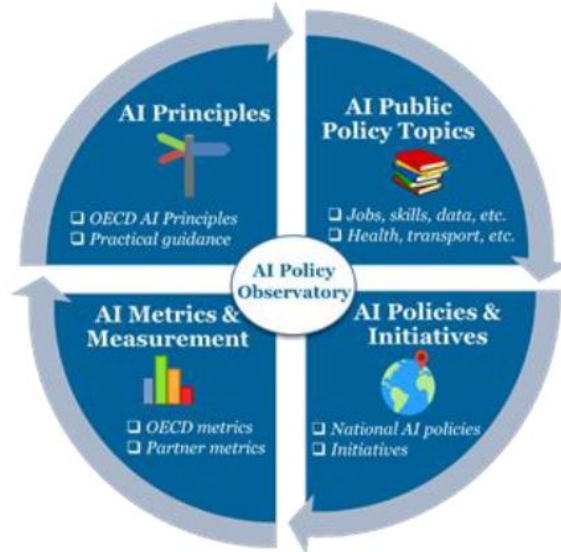 AI Principles
❑ OECD AI Principles
❑ Practical guidance
AI Public
Policy Topics
❑ Jobs, skills, data, etc.
❑ Health, transport, etc.
AI Policy
Observatory
AI Metrics &
Measurement
❑ OECD metrics
❑ Partner metrics
AI Policies &
Initiatives
❑ National AI policies
❑ Initiatives